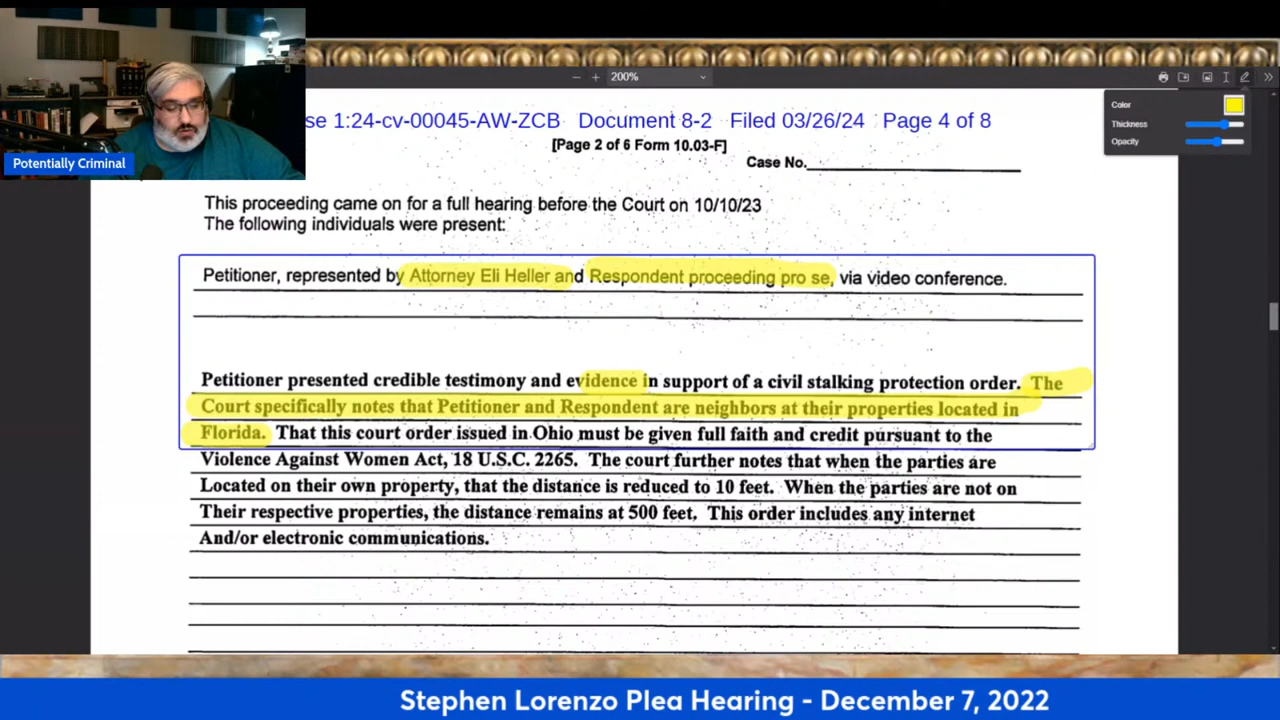 200%
Color
Thickness
Opacity
se 1:24-cv-00045-AW-ZCB Document 8-2 Filed 03/26/24 Page 4 of 8
[Page 2 of 6 Form 10.03-F]
Case No.
Potentially Criminal
This proceeding came on for a full hearing before the Court on 10/10/23
The following individuals were present:
Petitioner, represented by Attorney Eli Heller and Respondent proceeding pro se, via video conference.
Petitioner presented credible testimony and evidence in support of a civil stalking protection order. The
Court specifically notes that Petitioner and Respondent are neighbors at their properties located in
Florida. That this court order issued in Ohio must be given full faith and credit pursuant to the
Violence Against Women Act, 18 U.S.C. 2265. The court further notes that when the parties are
Located on their own property, that the distance is reduced to 10 feet. When the parties are not on
Their respective properties, the distance remains at 500 feet. This order includes any internet
And/or electronic communications.
Stephen Lorenzo Plea Hearing - December 7, 2022